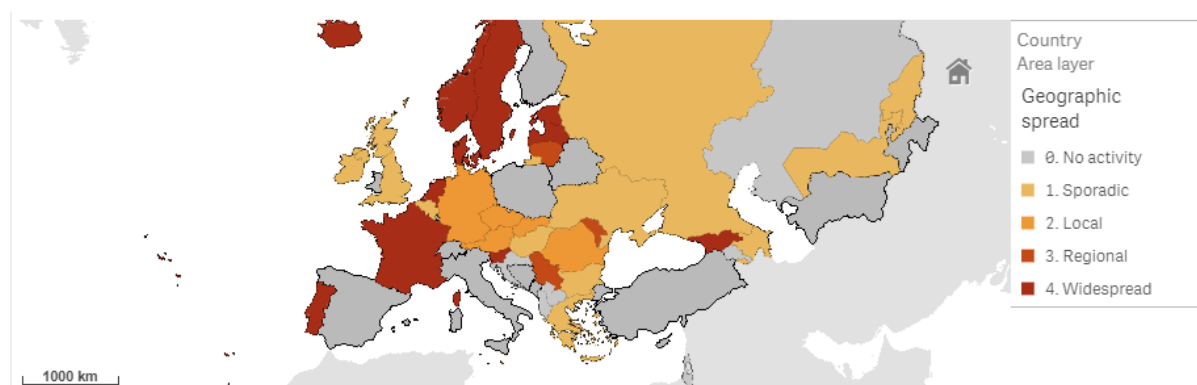 Country
Area layer
Geographic
spread
0. No activity
1. Sporadic
2. Local
3. Regional
4. Widespread
1000 km